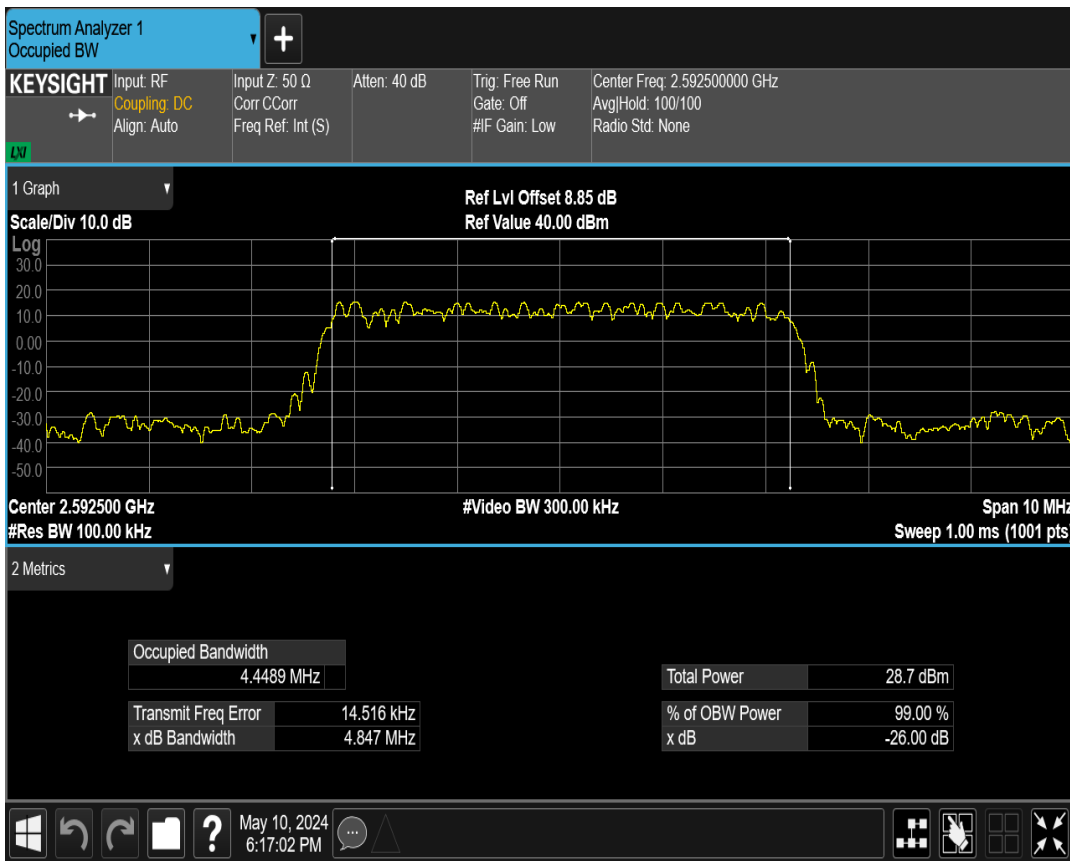 Spectrum Analyzer 1
Occupied BW
KEYSIGHT
LXI
Input: RF
Coupling: DC
Align: Auto
Input Z: 50 Ω
Corr CCorr
Freq Ref: Int (S)
Atten: 40 dB
Trig: Free Run
Gate: Off
#IF Gain: Low
Center Freq: 2.592500000 GHz
Avg|Hold: 100/100
Radio Std: None
1 Graph
Ref Lvl Offset 8.85 dB
Scale/Div 10.0 dB
Ref Value 40.00 dBm
Log
30.0
20.0
10.0
0.00
-10.0
-20.0
-30.0
-40.0
-50.0
Center 2.592500 GHz
#Video BW 300.00 kHz
Span 10 MHz
#Res BW 100.00 kHz
Sweep 1.00 ms (1001 pts)
2 Metrics
Occupied Bandwidth
4.4489 MHz
Total Power 28.7 dBm
Transmit Freq Error 14.516 kHz
% of OBW Power 99.00 %
x dB Bandwidth 4.847 MHz
x dB -26.00 dB
?
May 10, 2024
6:17:02 PM